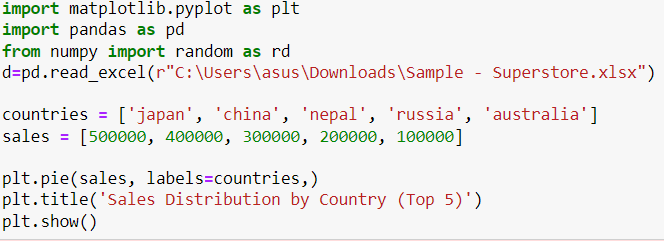 import matplotlib.pyplot as plt
import pandas as pd
from numpy import random as rd
d=pd.read_excel(r"C:\Users\asus\Downloads\Sample - Superstore.xlsx")
countries = ['japan', 'china', 'nepal', 'russia', 'australia']
sales = [500000, 400000, 300000, 200000, 100000]
plt.pie(sales, labels=countries,)
plt.title('Sales Distribution by Country (Top 5)')
plt.show()